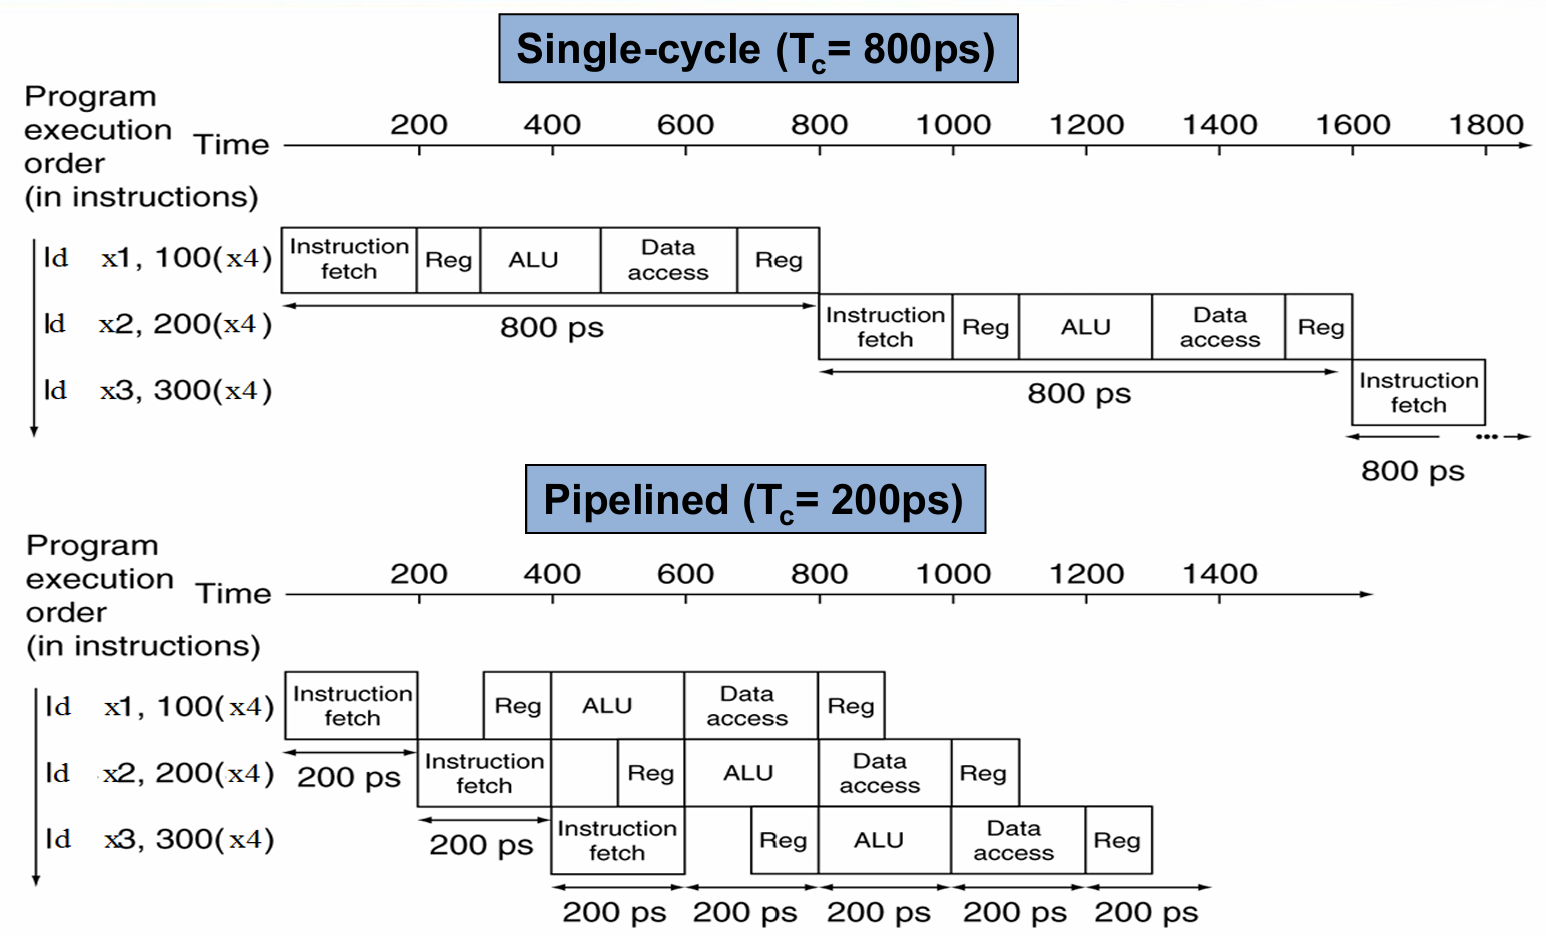 Single-cycle (Tc= 800ps)
Program
execution
order
(in instructions)
Time
200 400 600 800 1000 1200 1400 1600 1800
ld x1, 100(x4)
Instruction fetch Reg ALU Data access Reg
800 ps
ld x2, 200(x4)
Instruction fetch Reg ALU Data access Reg
800 ps
ld x3, 300(x4)
Instruction fetch
...
800 ps
Pipelined (Tc= 200ps)
Program
execution
order
(in instructions)
Time
200 400 600 800 1000 1200 1400
ld x1, 100(x4)
Instruction fetch Reg ALU Data access Reg
200 ps
ld x2, 200(x4)
Instruction fetch Reg ALU Data access Reg
200 ps
ld x3, 300(x4)
Instruction fetch Reg ALU Data access Reg
200 ps 200 ps 200 ps 200 ps 200 ps